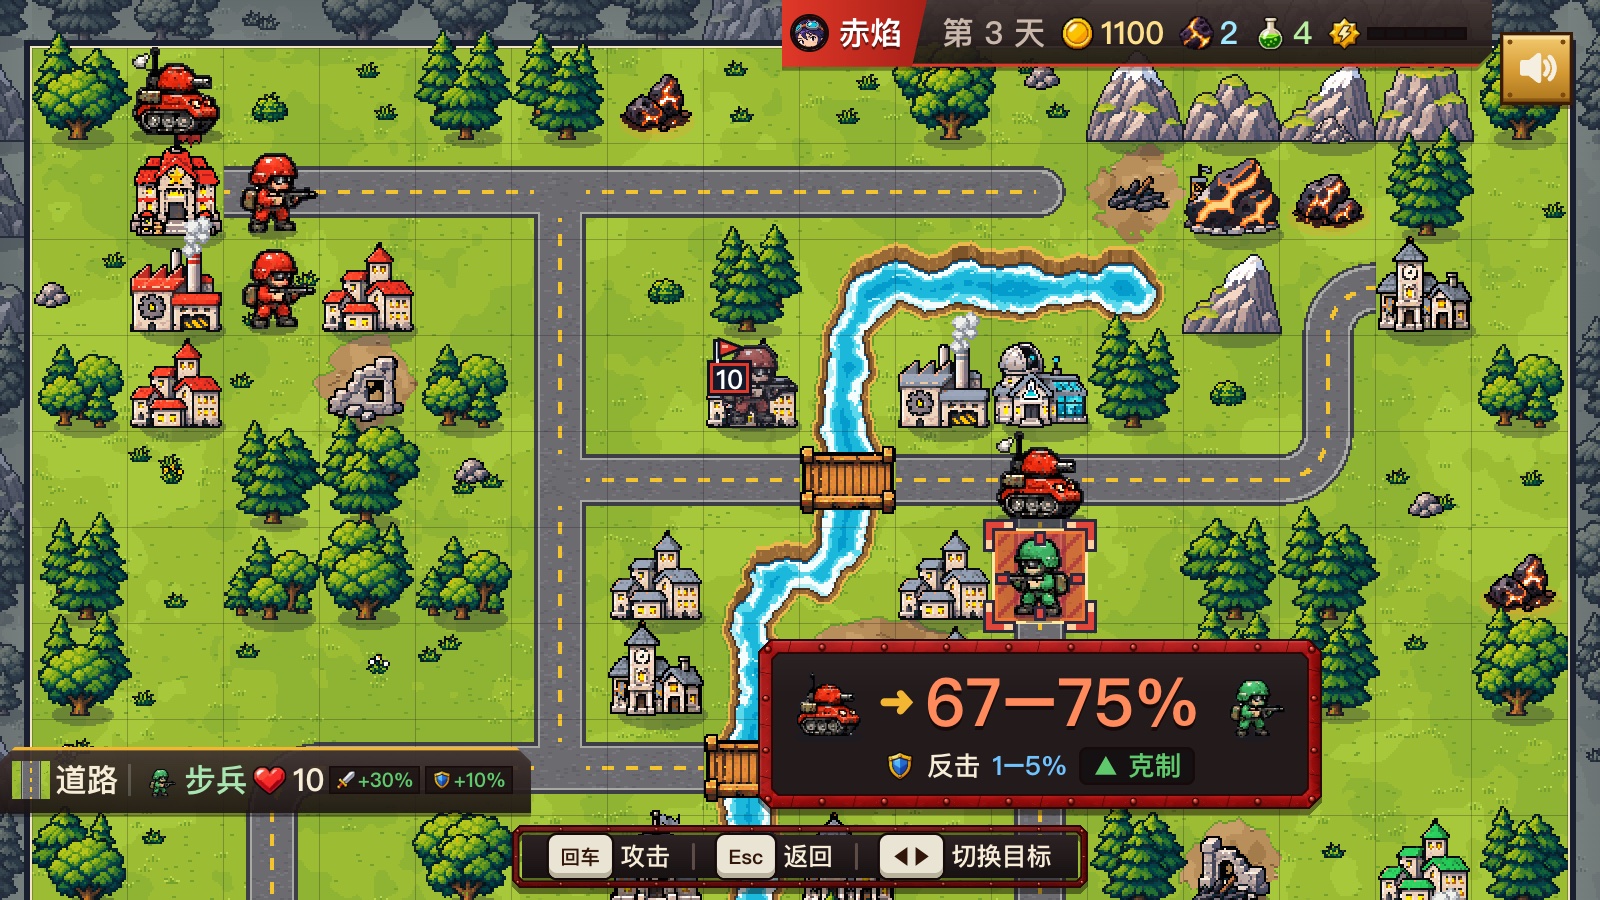 赤焰 第 3 天 1100 2 4
10
67—75%
反击 1—5% 克制
道路 步兵 10 +30% +10%
回车 攻击 Esc 返回 切换目标